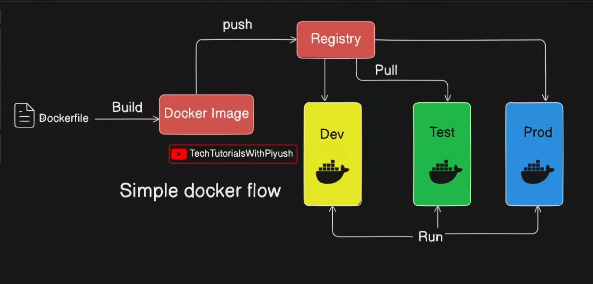 push
Registry
Pull
Dockerfile
Build
Docker Image
Dev
Test
Prod
TechTutorialsWithPiyush
Simple docker flow
Run